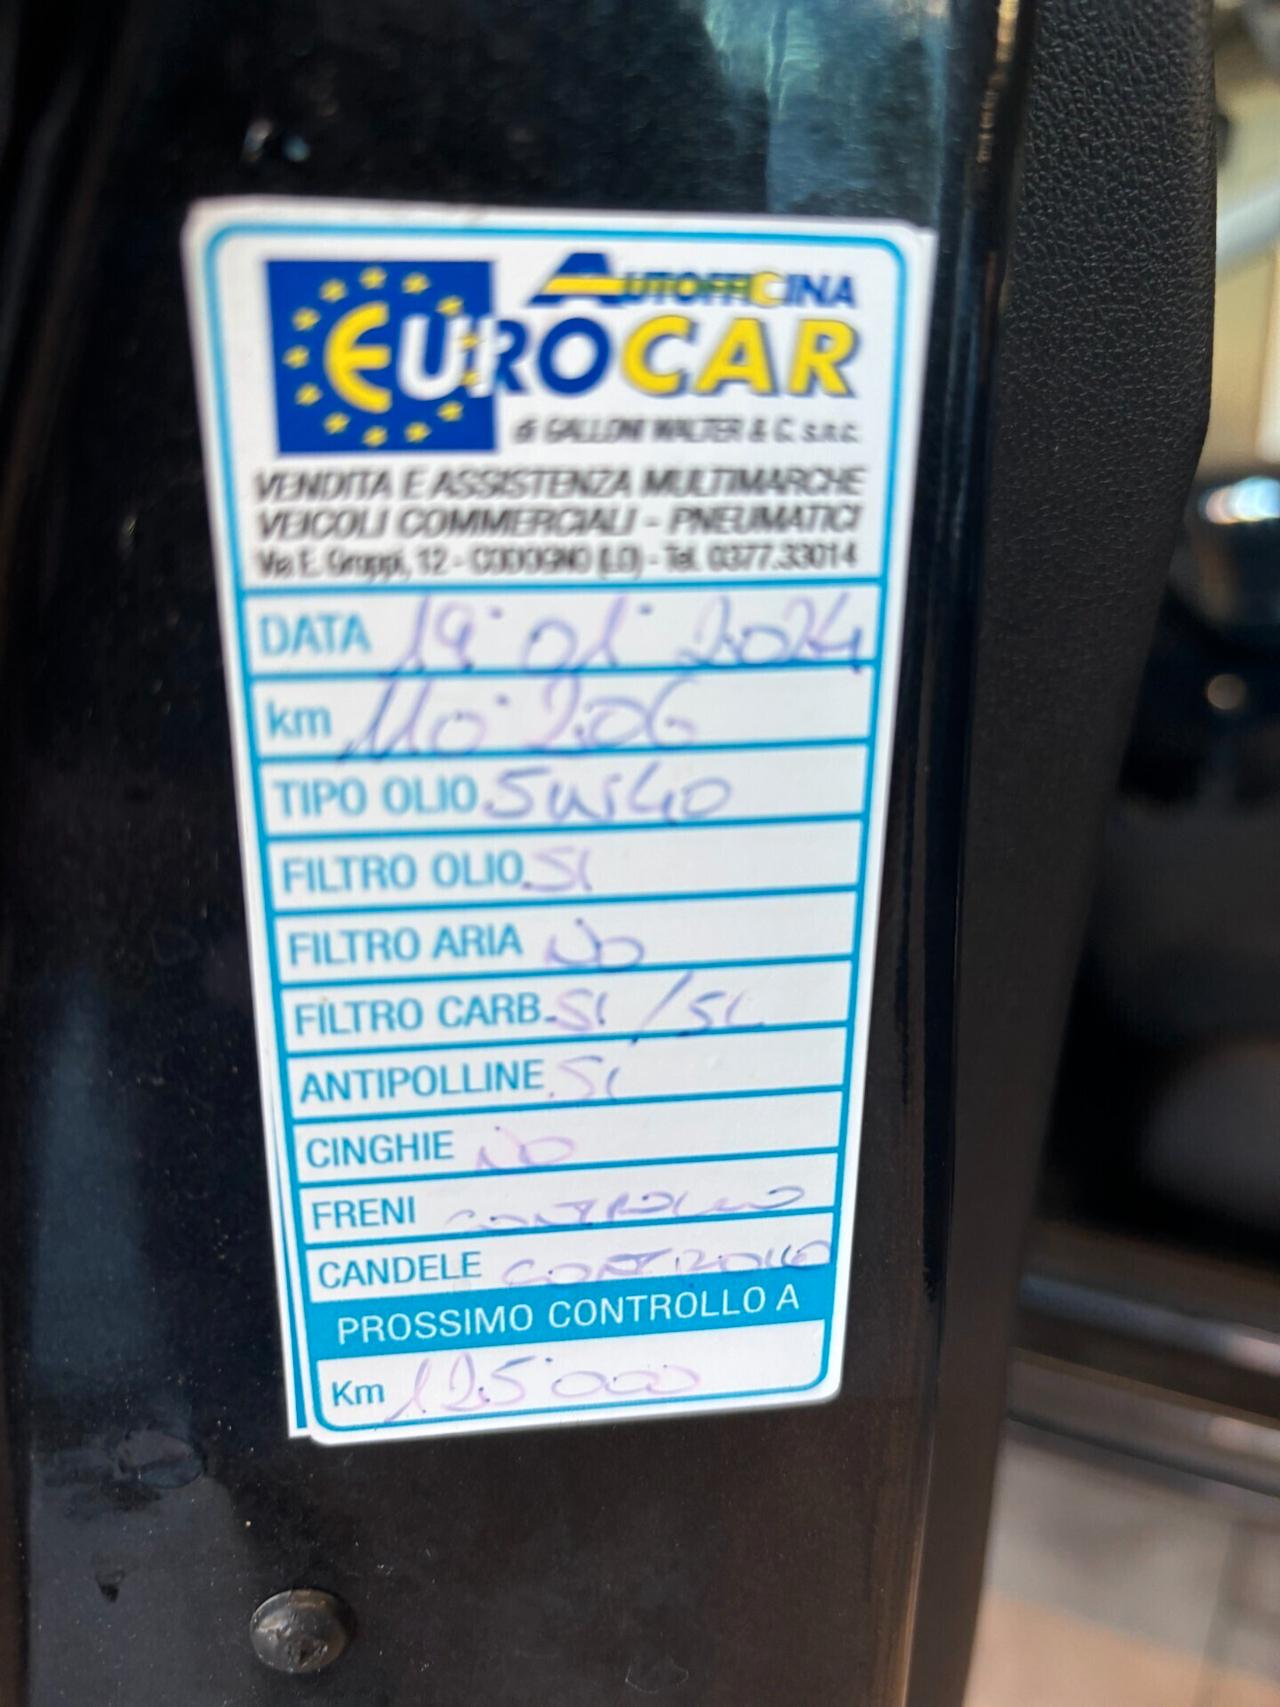 AUTOFFICINA
EUROCAR
di GALLONI WALTER & C. s.n.c.
VENDITA E ASSISTENZA MULTIMARCHE
VEICOLI COMMERCIALI - PNEUMATICI
Via E. Groppi, 12 - CODOGNO (LO) - Tel. 0377.33014
DATA 19·01·2024
km 110·206
TIPO OLIO 5w40
FILTRO OLIO SI
FILTRO ARIA NO
FILTRO CARB. SI / SI
ANTIPOLLINE SI
CINGHIE NO
FRENI CONTROLLO
CANDELE CONTROLLO
PROSSIMO CONTROLLO A
Km 125·000